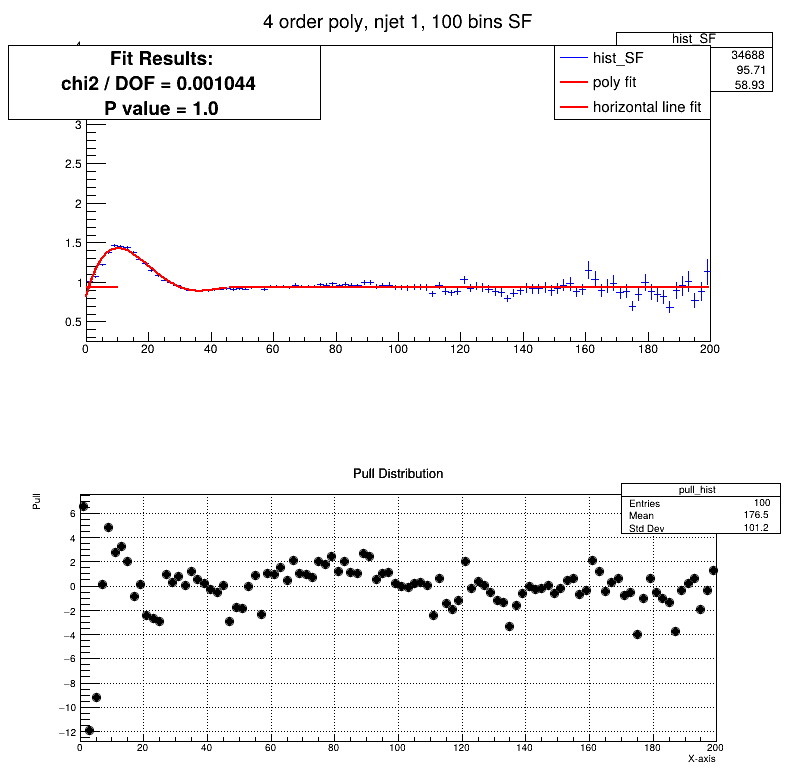 4 order poly, njet 1, 100 bins SF
hist_SF
34688
95.71
58.93
Fit Results:
chi2 / DOF = 0.001044
P value = 1.0
hist_SF
poly fit
horizontal line fit
3
2.5
2
1.5
1
0.5
0 20 40 60 80 100 120 140 160 180 200
Pull Distribution
pull_hist
Entries 100
Mean 176.5
Std Dev 101.2
Pull
6
4
2
0
−2
−4
−6
−8
−10
−12
0 20 40 60 80 100 120 140 160 180 200
X-axis